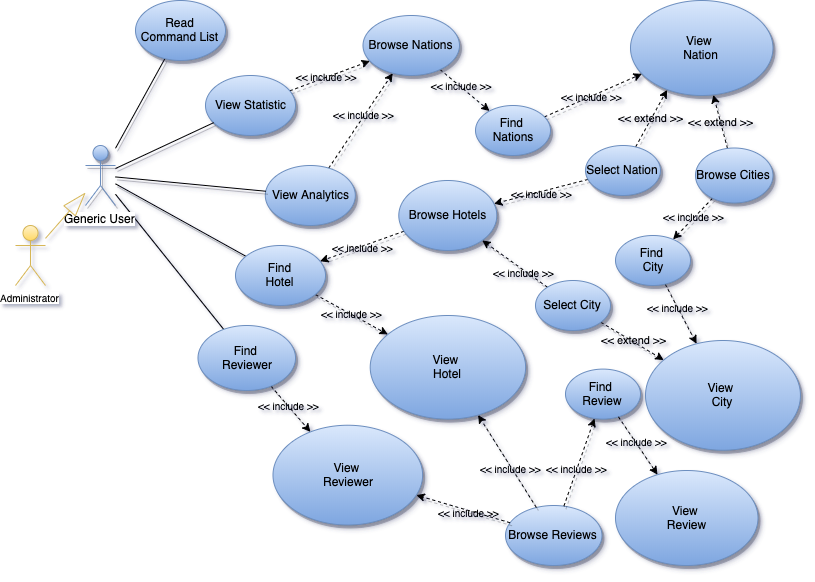 Read
Command List
Browse Nations
View
Nation
<< include >>
<< include >>
<< include >>
View Statistic
<< include >>
Find
Nations
<< extend >>
<< extend >>
Select Nation
Browse Cities
View Analytics
<< include >>
Generic User
Browse Hotels
<< include >>
<< include >>
Find
City
Find
Hotel
<< include >>
Administrator
Select City
<< include >>
<< include >>
<< extend >>
Find
Reviewer
View
Hotel
Find
Review
View
City
<< include >>
<< include >>
View
Reviewer
<< include >>
<< include >>
<< include >>
View
Review
Browse Reviews